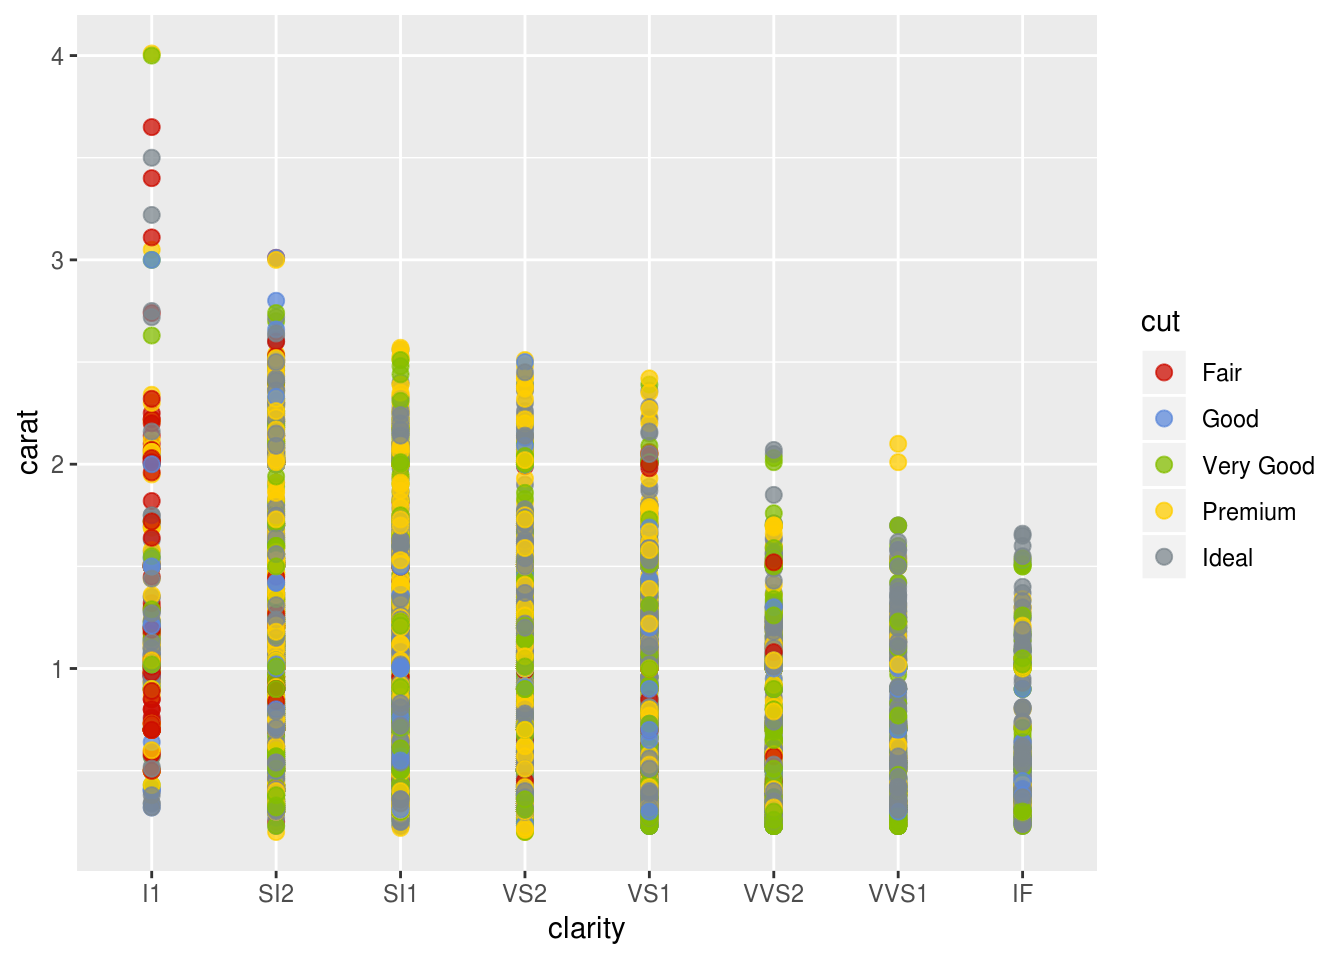 4
3
2
1
carat
I1 SI2 SI1 VS2 VS1 VVS2 VVS1 IF
clarity
cut
Fair
Good
Very Good
Premium
Ideal